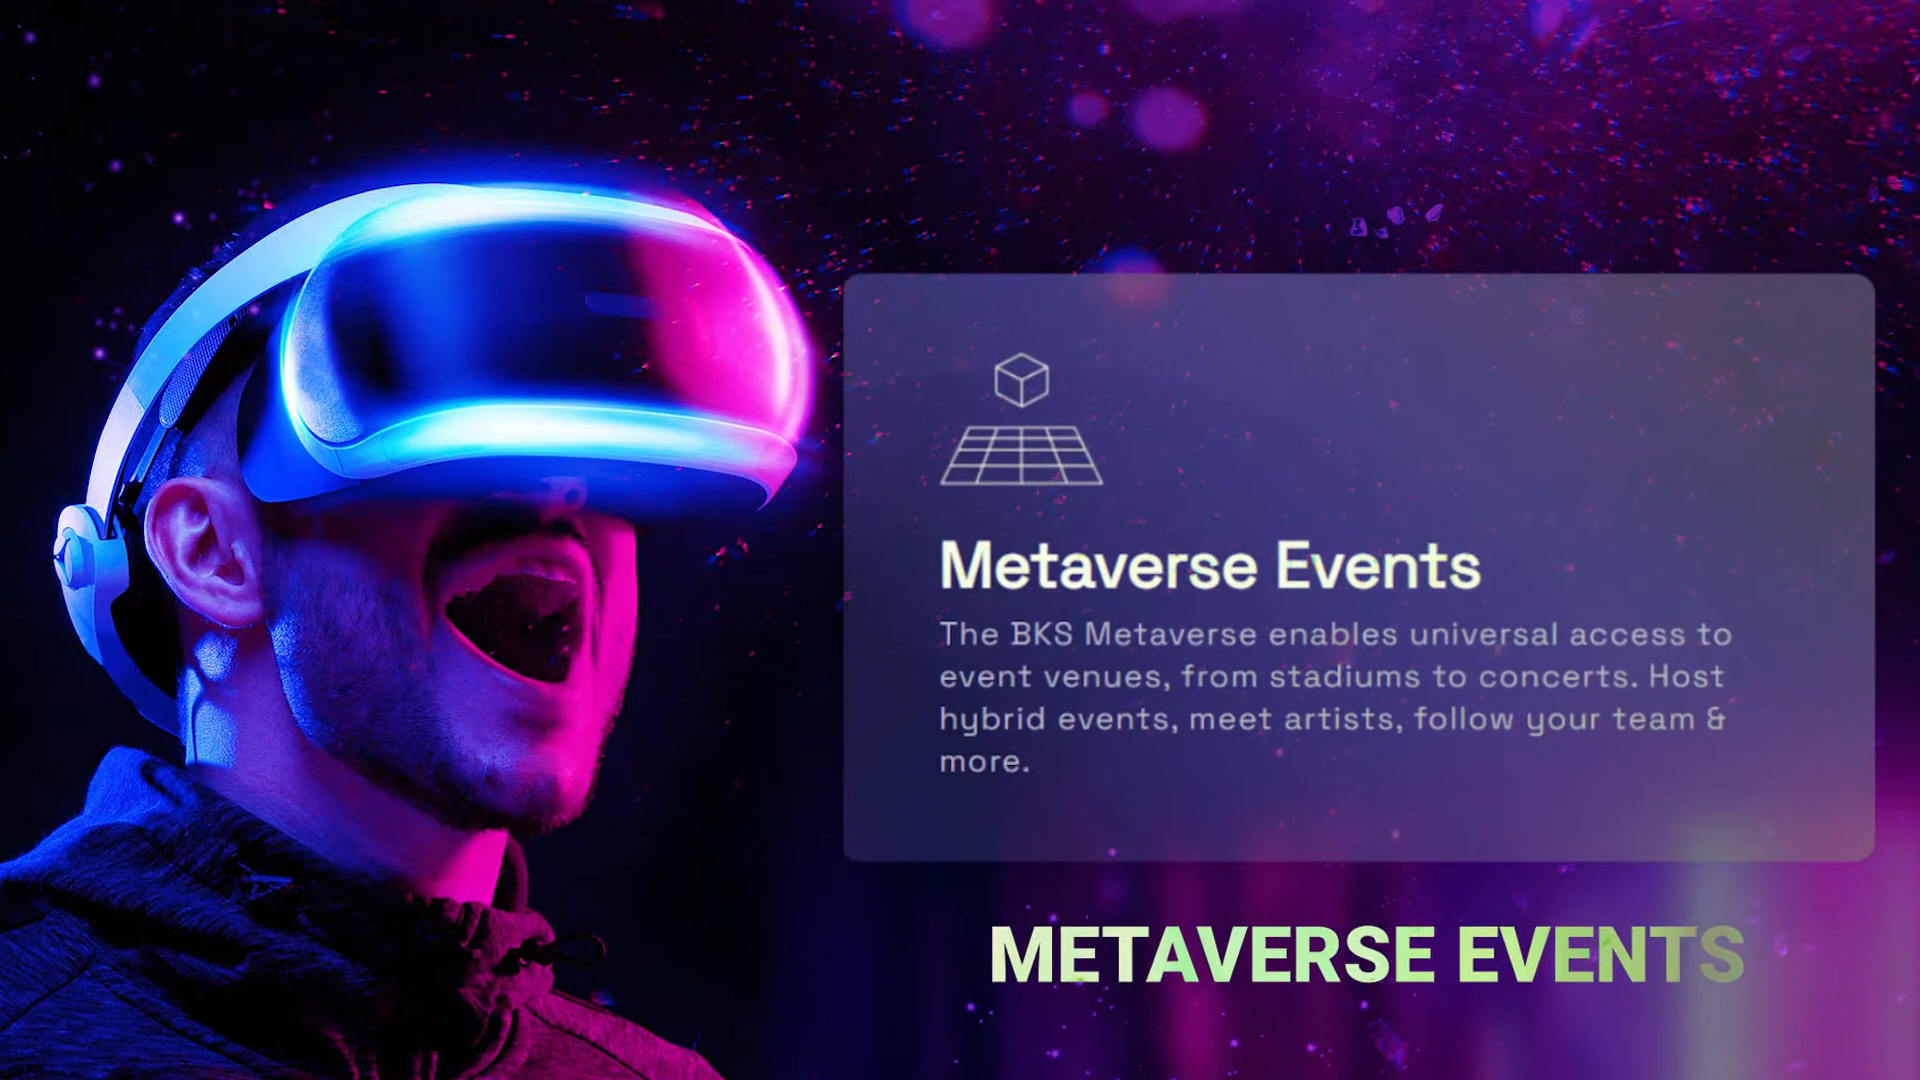 Metaverse Events
The BKS Metaverse enables universal access to
event venues, from stadiums to concerts. Host
hybrid events, meet artists, follow your team &
more.
METAVERSE EVENTS